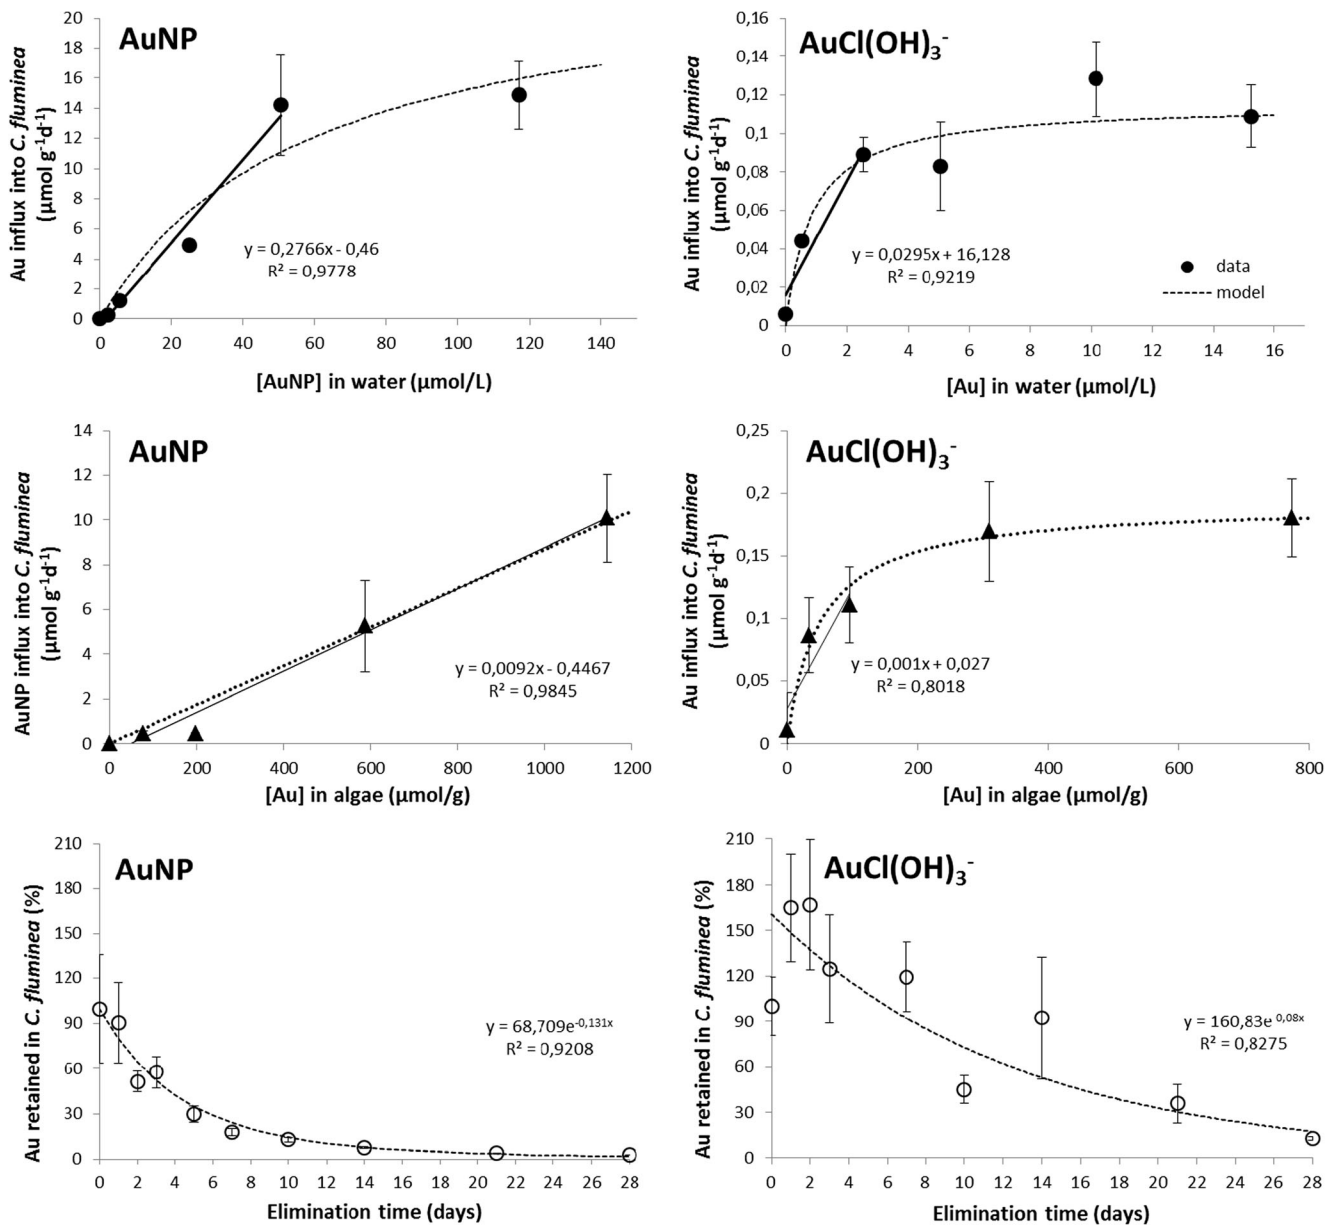 AuNP
Au influx into C. fluminea
(µmol g⁻¹d⁻¹)
20
18
16
14
12
10
8
6
4
2
0
y = 0,2766x - 0,46
R² = 0,9778
0 20 40 60 80 100 120 140
[AuNP] in water (µmol/L)
AuCl(OH)₃⁻
Au influx into C. fluminea
(µmol g⁻¹d⁻¹)
0,16
0,14
0,12
0,1
0,08
0,06
0,04
0,02
0
y = 0,0295x + 16,128
R² = 0,9219
data
model
0 2 4 6 8 10 12 14 16
[Au] in water (µmol/L)
AuNP
AuNP influx into C. fluminea
(µmol g⁻¹d⁻¹)
14
12
10
8
6
4
2
0
y = 0,0092x - 0,4467
R² = 0,9845
0 200 400 600 800 1000 1200
[Au] in algae (µmol/g)
AuCl(OH)₃⁻
Au influx into C. fluminea
(µmol g⁻¹d⁻¹)
0,25
0,2
0,15
0,1
0,05
0
y = 0,001x + 0,027
R² = 0,8018
0 200 400 600 800
[Au] in algae (µmol/g)
AuNP
Au retained in C. fluminea (%)
210
180
150
120
90
60
30
0
y = 68,709e⁻⁰,¹³¹ˣ
R² = 0,9208
0 2 4 6 8 10 12 14 16 18 20 22 24 26 28
Elimination time (days)
AuCl(OH)₃⁻
Au retained in C. fluminea (%)
210
180
150
120
90
60
30
0
y = 160,83e ⁰,⁰⁸ˣ
R² = 0,8275
0 2 4 6 8 10 12 14 16 18 20 22 24 26 28
Elimination time (days)